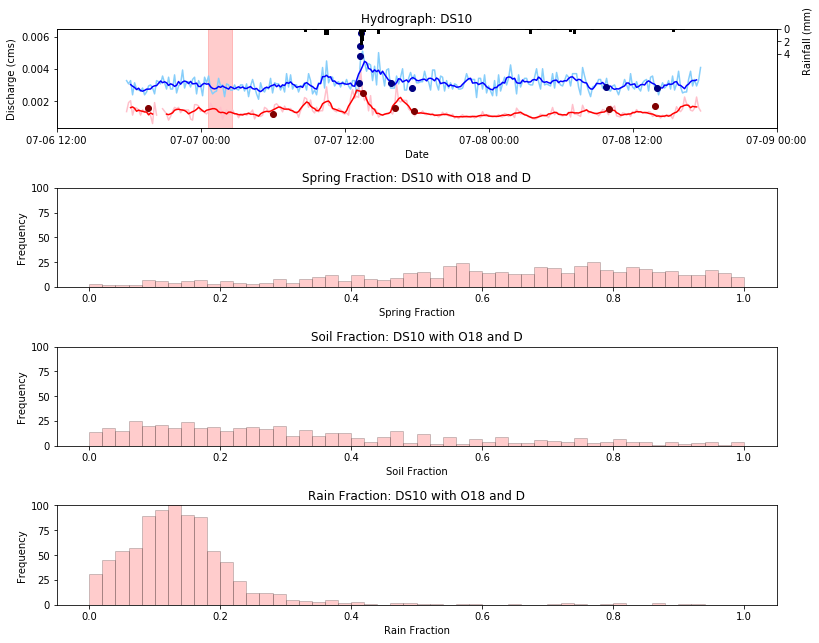 Hydrograph: DS10
0.006
0.004
0.002
Discharge (cms)
0
2
4
Rainfall (mm)
07-06 12:00 07-07 00:00 07-07 12:00 07-08 00:00 07-08 12:00 07-09 00:00
Date
Spring Fraction: DS10 with O18 and D
100
75
50
25
0
Frequency
0.0 0.2 0.4 0.6 0.8 1.0
Spring Fraction
Soil Fraction: DS10 with O18 and D
100
75
50
25
0
Frequency
0.0 0.2 0.4 0.6 0.8 1.0
Soil Fraction
Rain Fraction: DS10 with O18 and D
100
75
50
25
0
Frequency
0.0 0.2 0.4 0.6 0.8 1.0
Rain Fraction